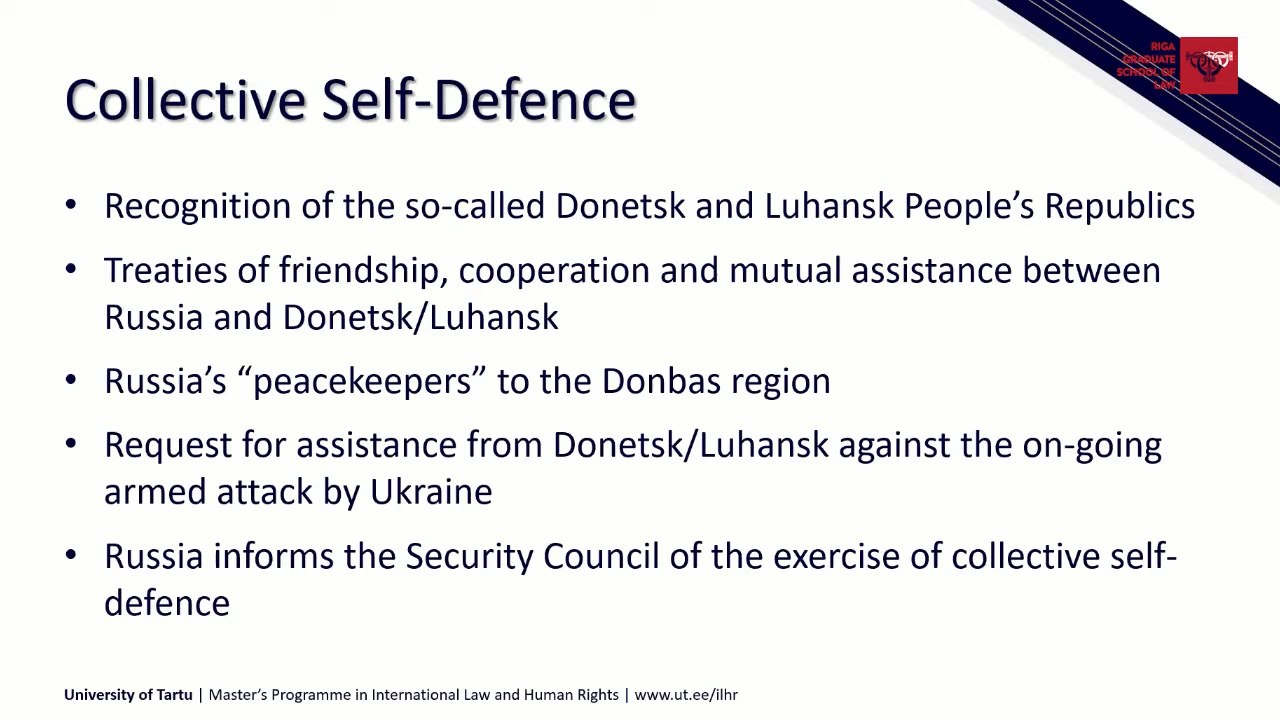 RIGA
GRADUATE
SCHOOL OF
LAW
Collective Self-Defence
• Recognition of the so-called Donetsk and Luhansk People’s Republics
• Treaties of friendship, cooperation and mutual assistance between
Russia and Donetsk/Luhansk
• Russia’s “peacekeepers” to the Donbas region
• Request for assistance from Donetsk/Luhansk against the on-going
armed attack by Ukraine
• Russia informs the Security Council of the exercise of collective self-
defence
University of Tartu | Master’s Programme in International Law and Human Rights | www.ut.ee/ilhr